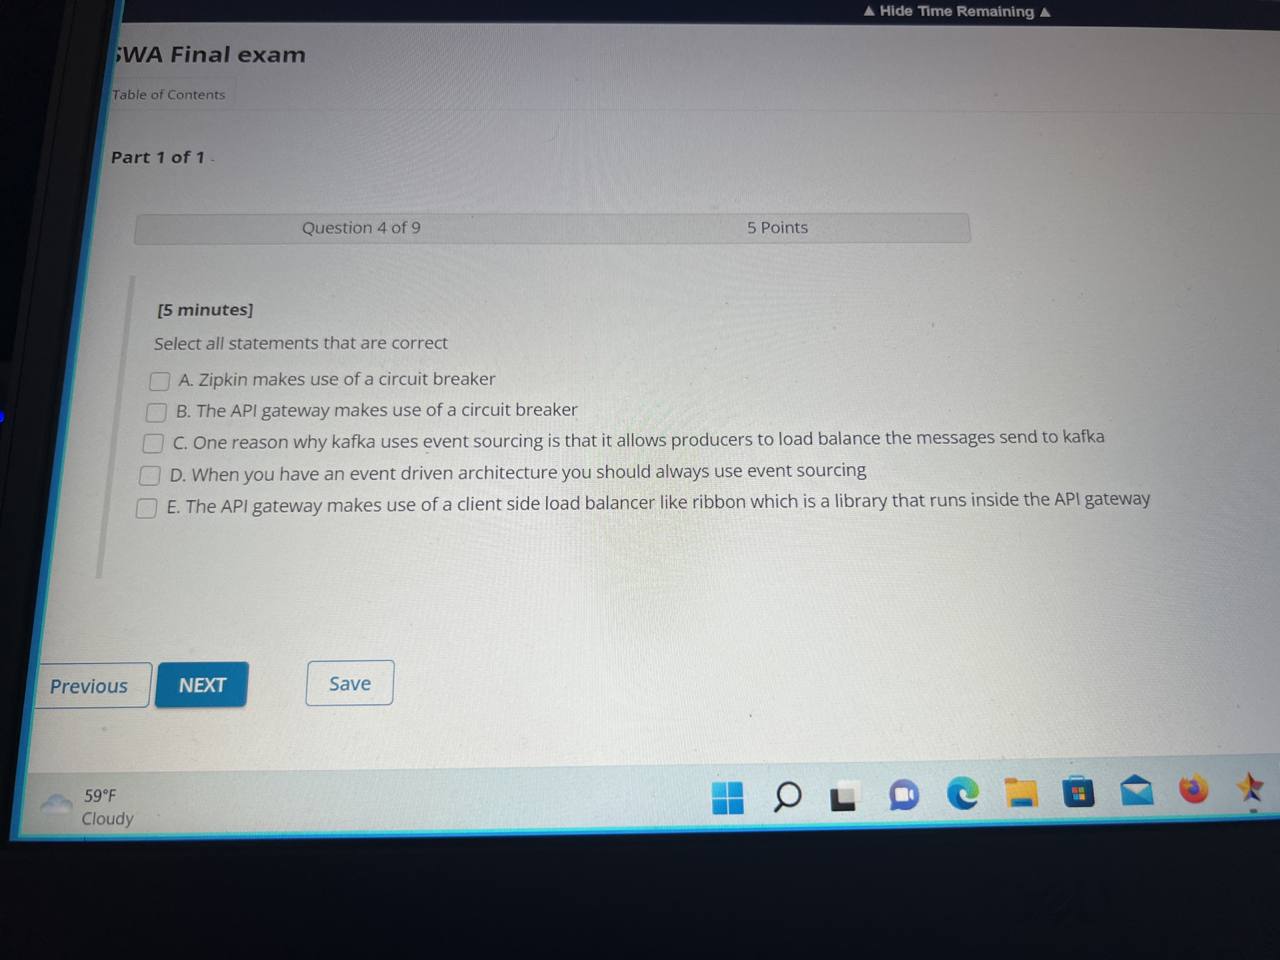 ▲ Hide Time Remaining ▲
SWA Final exam
Table of Contents
Part 1 of 1 -
Question 4 of 9 5 Points
[5 minutes]
Select all statements that are correct
A. Zipkin makes use of a circuit breaker
B. The API gateway makes use of a circuit breaker
C. One reason why kafka uses event sourcing is that it allows producers to load balance the messages send to kafka
D. When you have an event driven architecture you should always use event sourcing
E. The API gateway makes use of a client side load balancer like ribbon which is a library that runs inside the API gateway
Previous NEXT Save
59°F
Cloudy